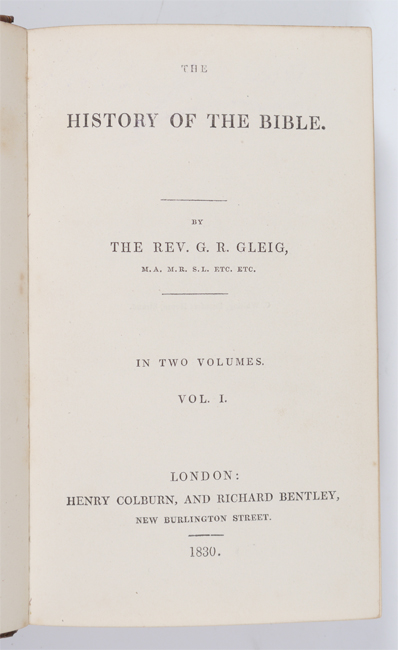 THE
HISTORY OF THE BIBLE.
BY
THE REV. G. R. GLEIG,
M.A. M.R. S.L. ETC. ETC.
IN TWO VOLUMES.
VOL. I.
LONDON:
HENRY COLBURN, AND RICHARD BENTLEY,
NEW BURLINGTON STREET.
1830.